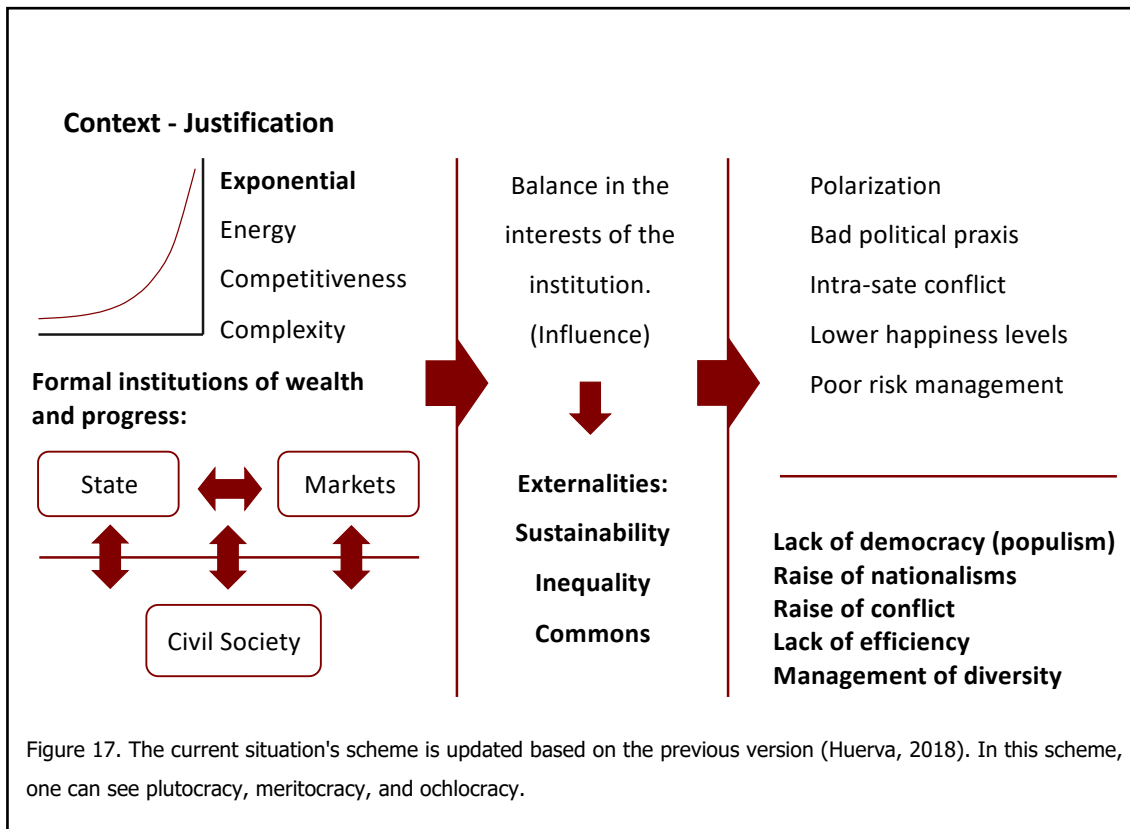 Context - Justification
Exponential
Energy
Competitiveness
Complexity
Formal institutions of wealth
and progress:
State
Markets
Civil Society
Balance in the
interests of the
institution.
(Influence)
Externalities:
Sustainability
Inequality
Commons
Polarization
Bad political praxis
Intra-sate conflict
Lower happiness levels
Poor risk management
Lack of democracy (populism)
Raise of nationalisms
Raise of conflict
Lack of efficiency
Management of diversity
Figure 17. The current situation's scheme is updated based on the previous version (Huerva, 2018). In this scheme,
one can see plutocracy, meritocracy, and ochlocracy.